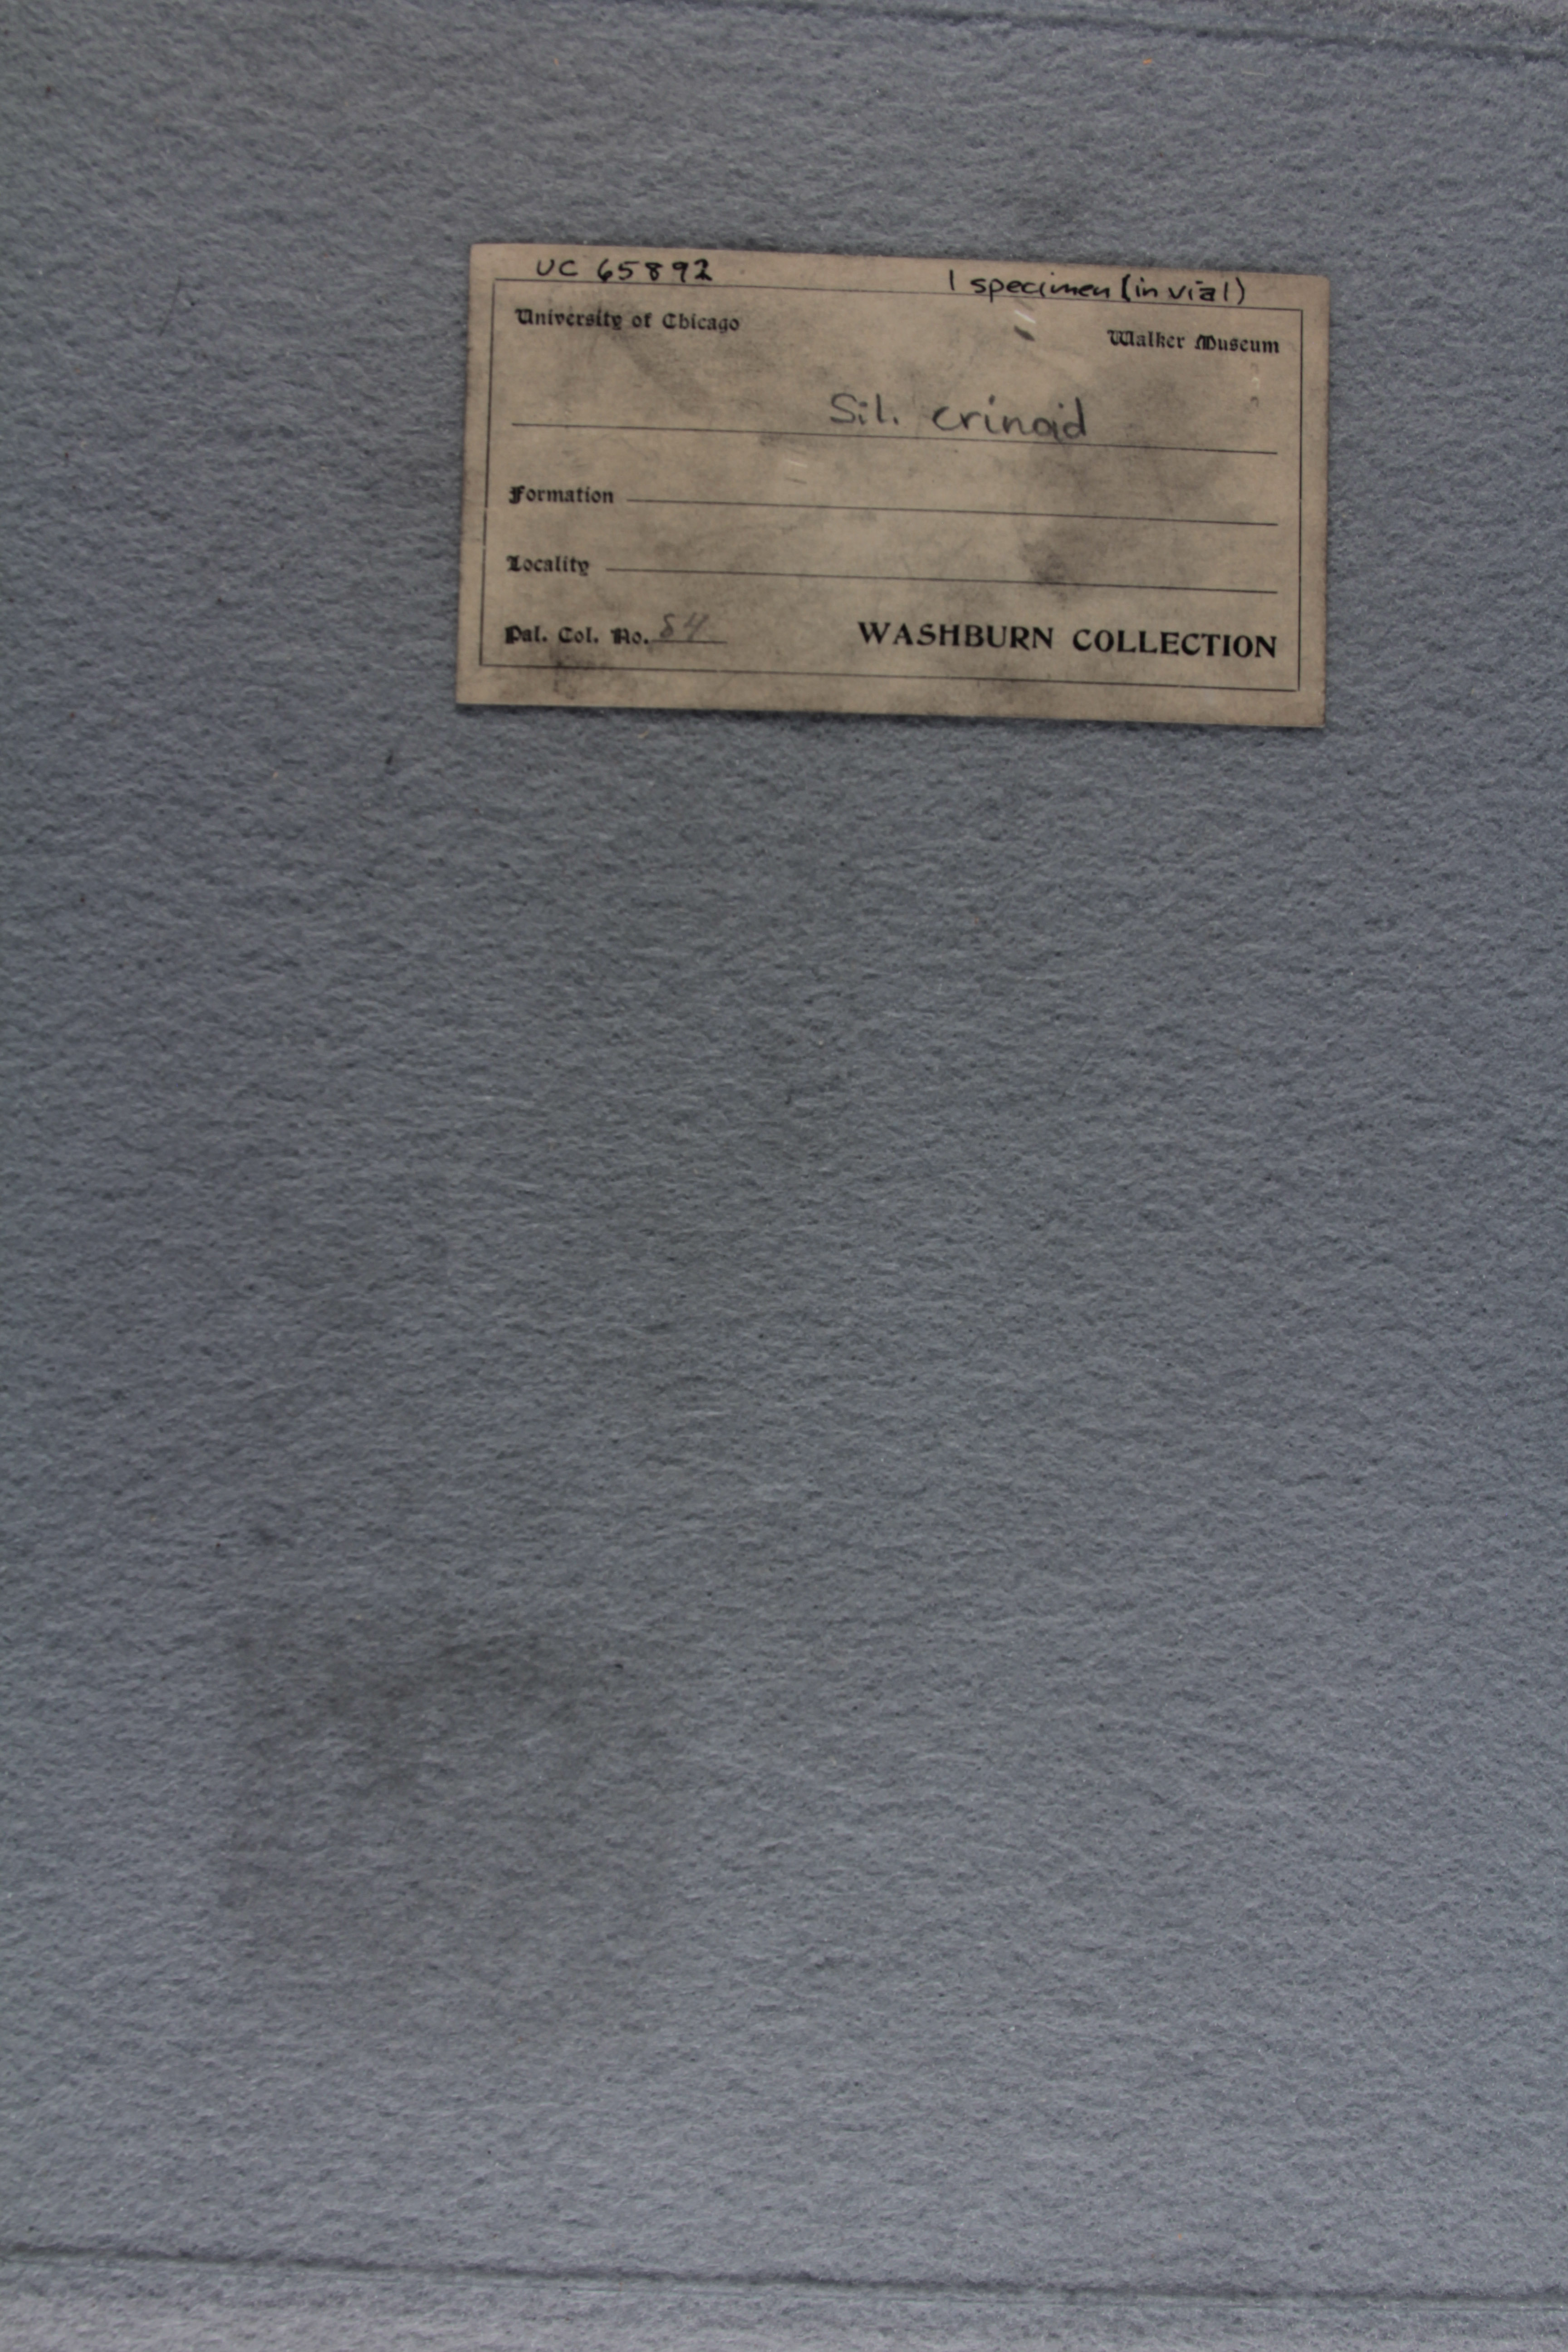 UC 65892 1 specimen (in vial)
University of Chicago Walker Museum
Sil. crinoid
Formation
Locality
Pal. Col. No. 84 WASHBURN COLLECTION